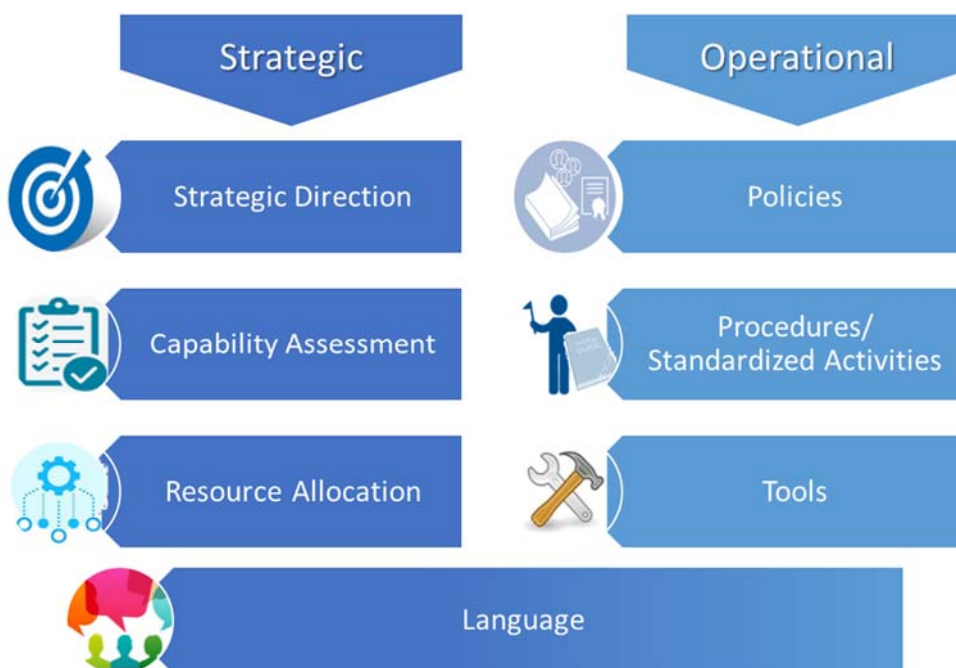 Strategic
Operational
Strategic Direction
Policies
Capability Assessment
Procedures/
Standardized Activities
Resource Allocation
Tools
Language